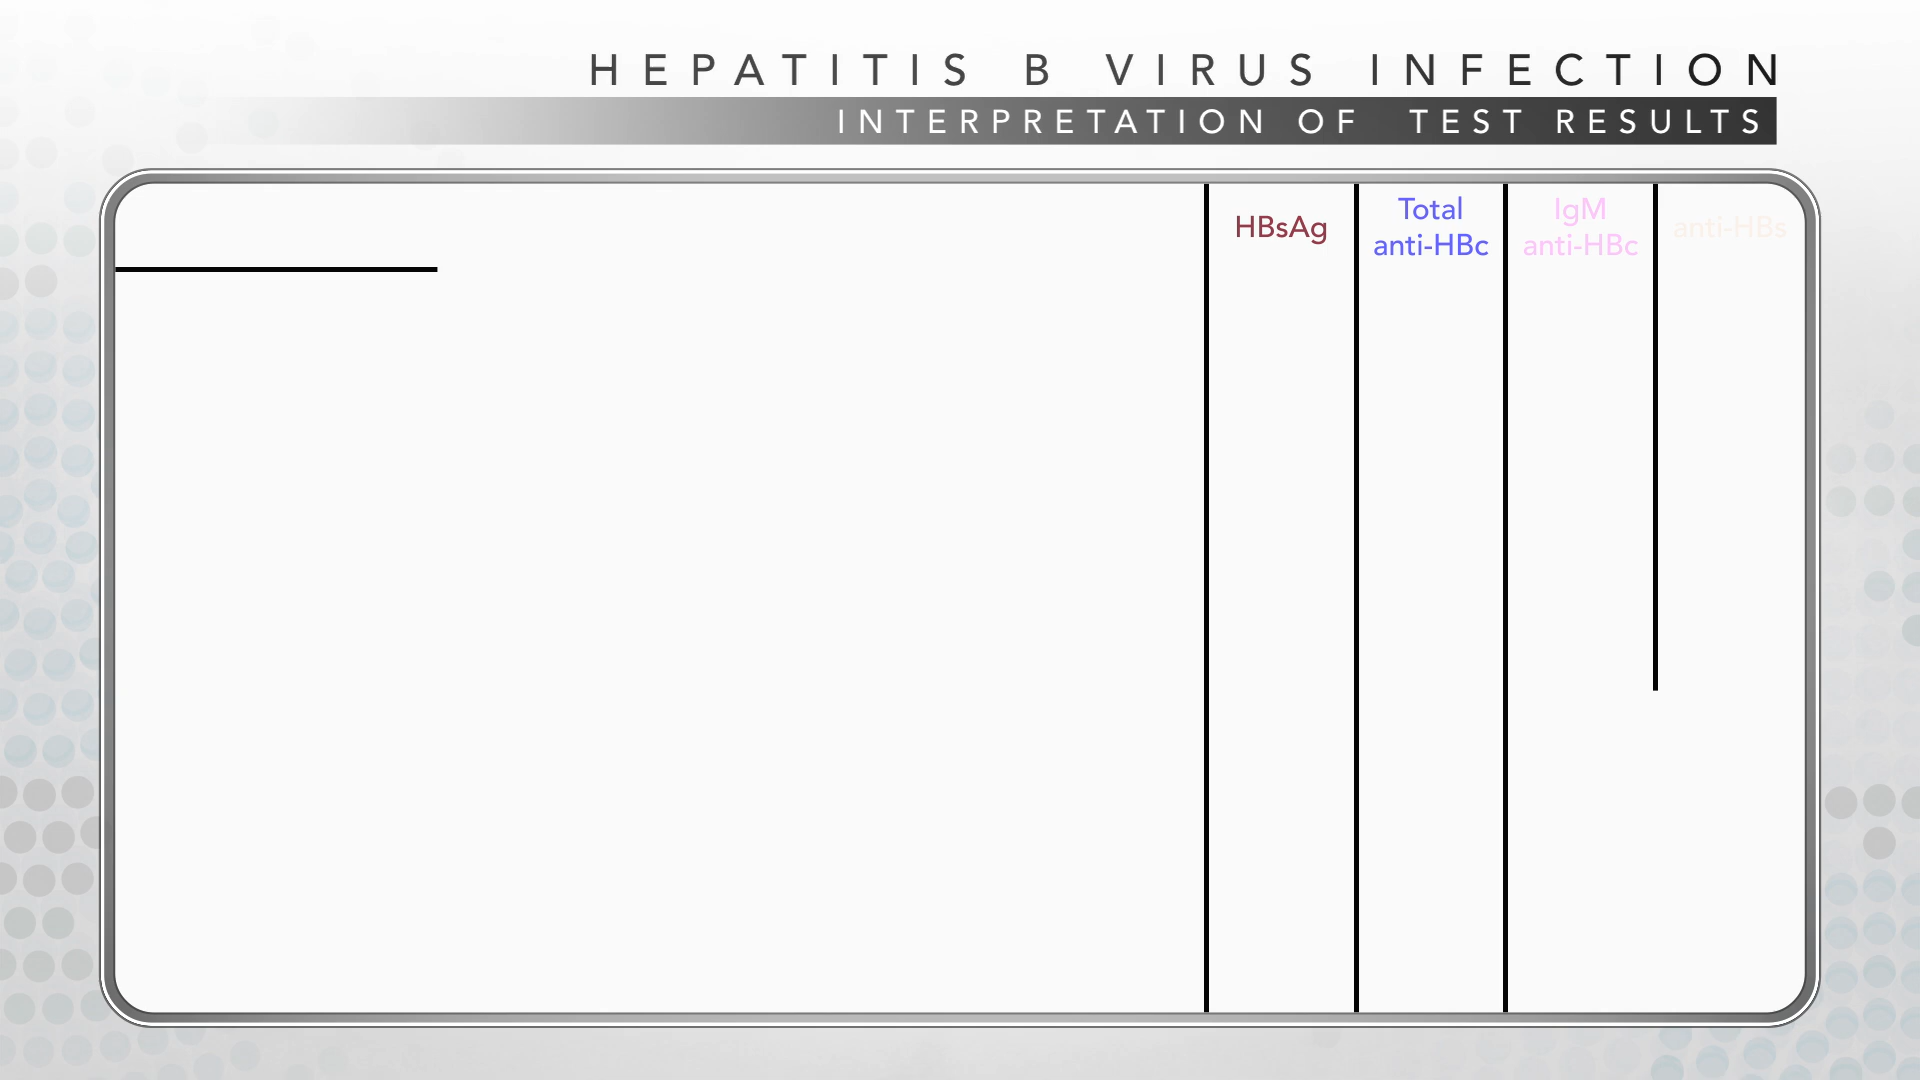 HEPATITIS B VIRUS INFECTION
INTERPRETATION OF TEST RESULTS
HBsAg
Total
anti-HBc
IgM
anti-HBc
anti-HBs